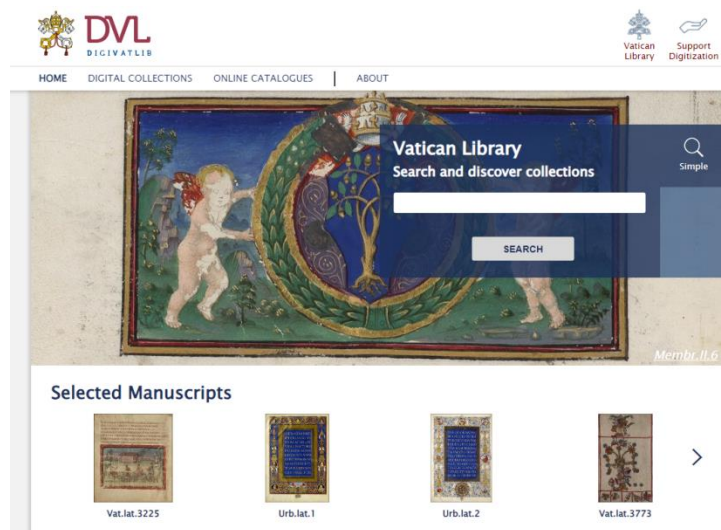 DVL
DIGIVATLIB
Vatican
Library
Support
Digitization
HOME DIGITAL COLLECTIONS ONLINE CATALOGUES | ABOUT
Vatican Library
Search and discover collections
Simple
SEARCH
Membr.II.6
Selected Manuscripts
Vat.lat.3225 Urb.lat.1 Urb.lat.2 Vat.lat.3773